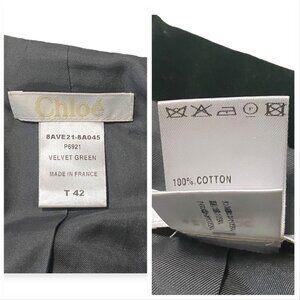 Chloé
8AVE21-8A045
P6921
VELVET GREEN
MADE IN FRANCE
T 42
100% COTTON